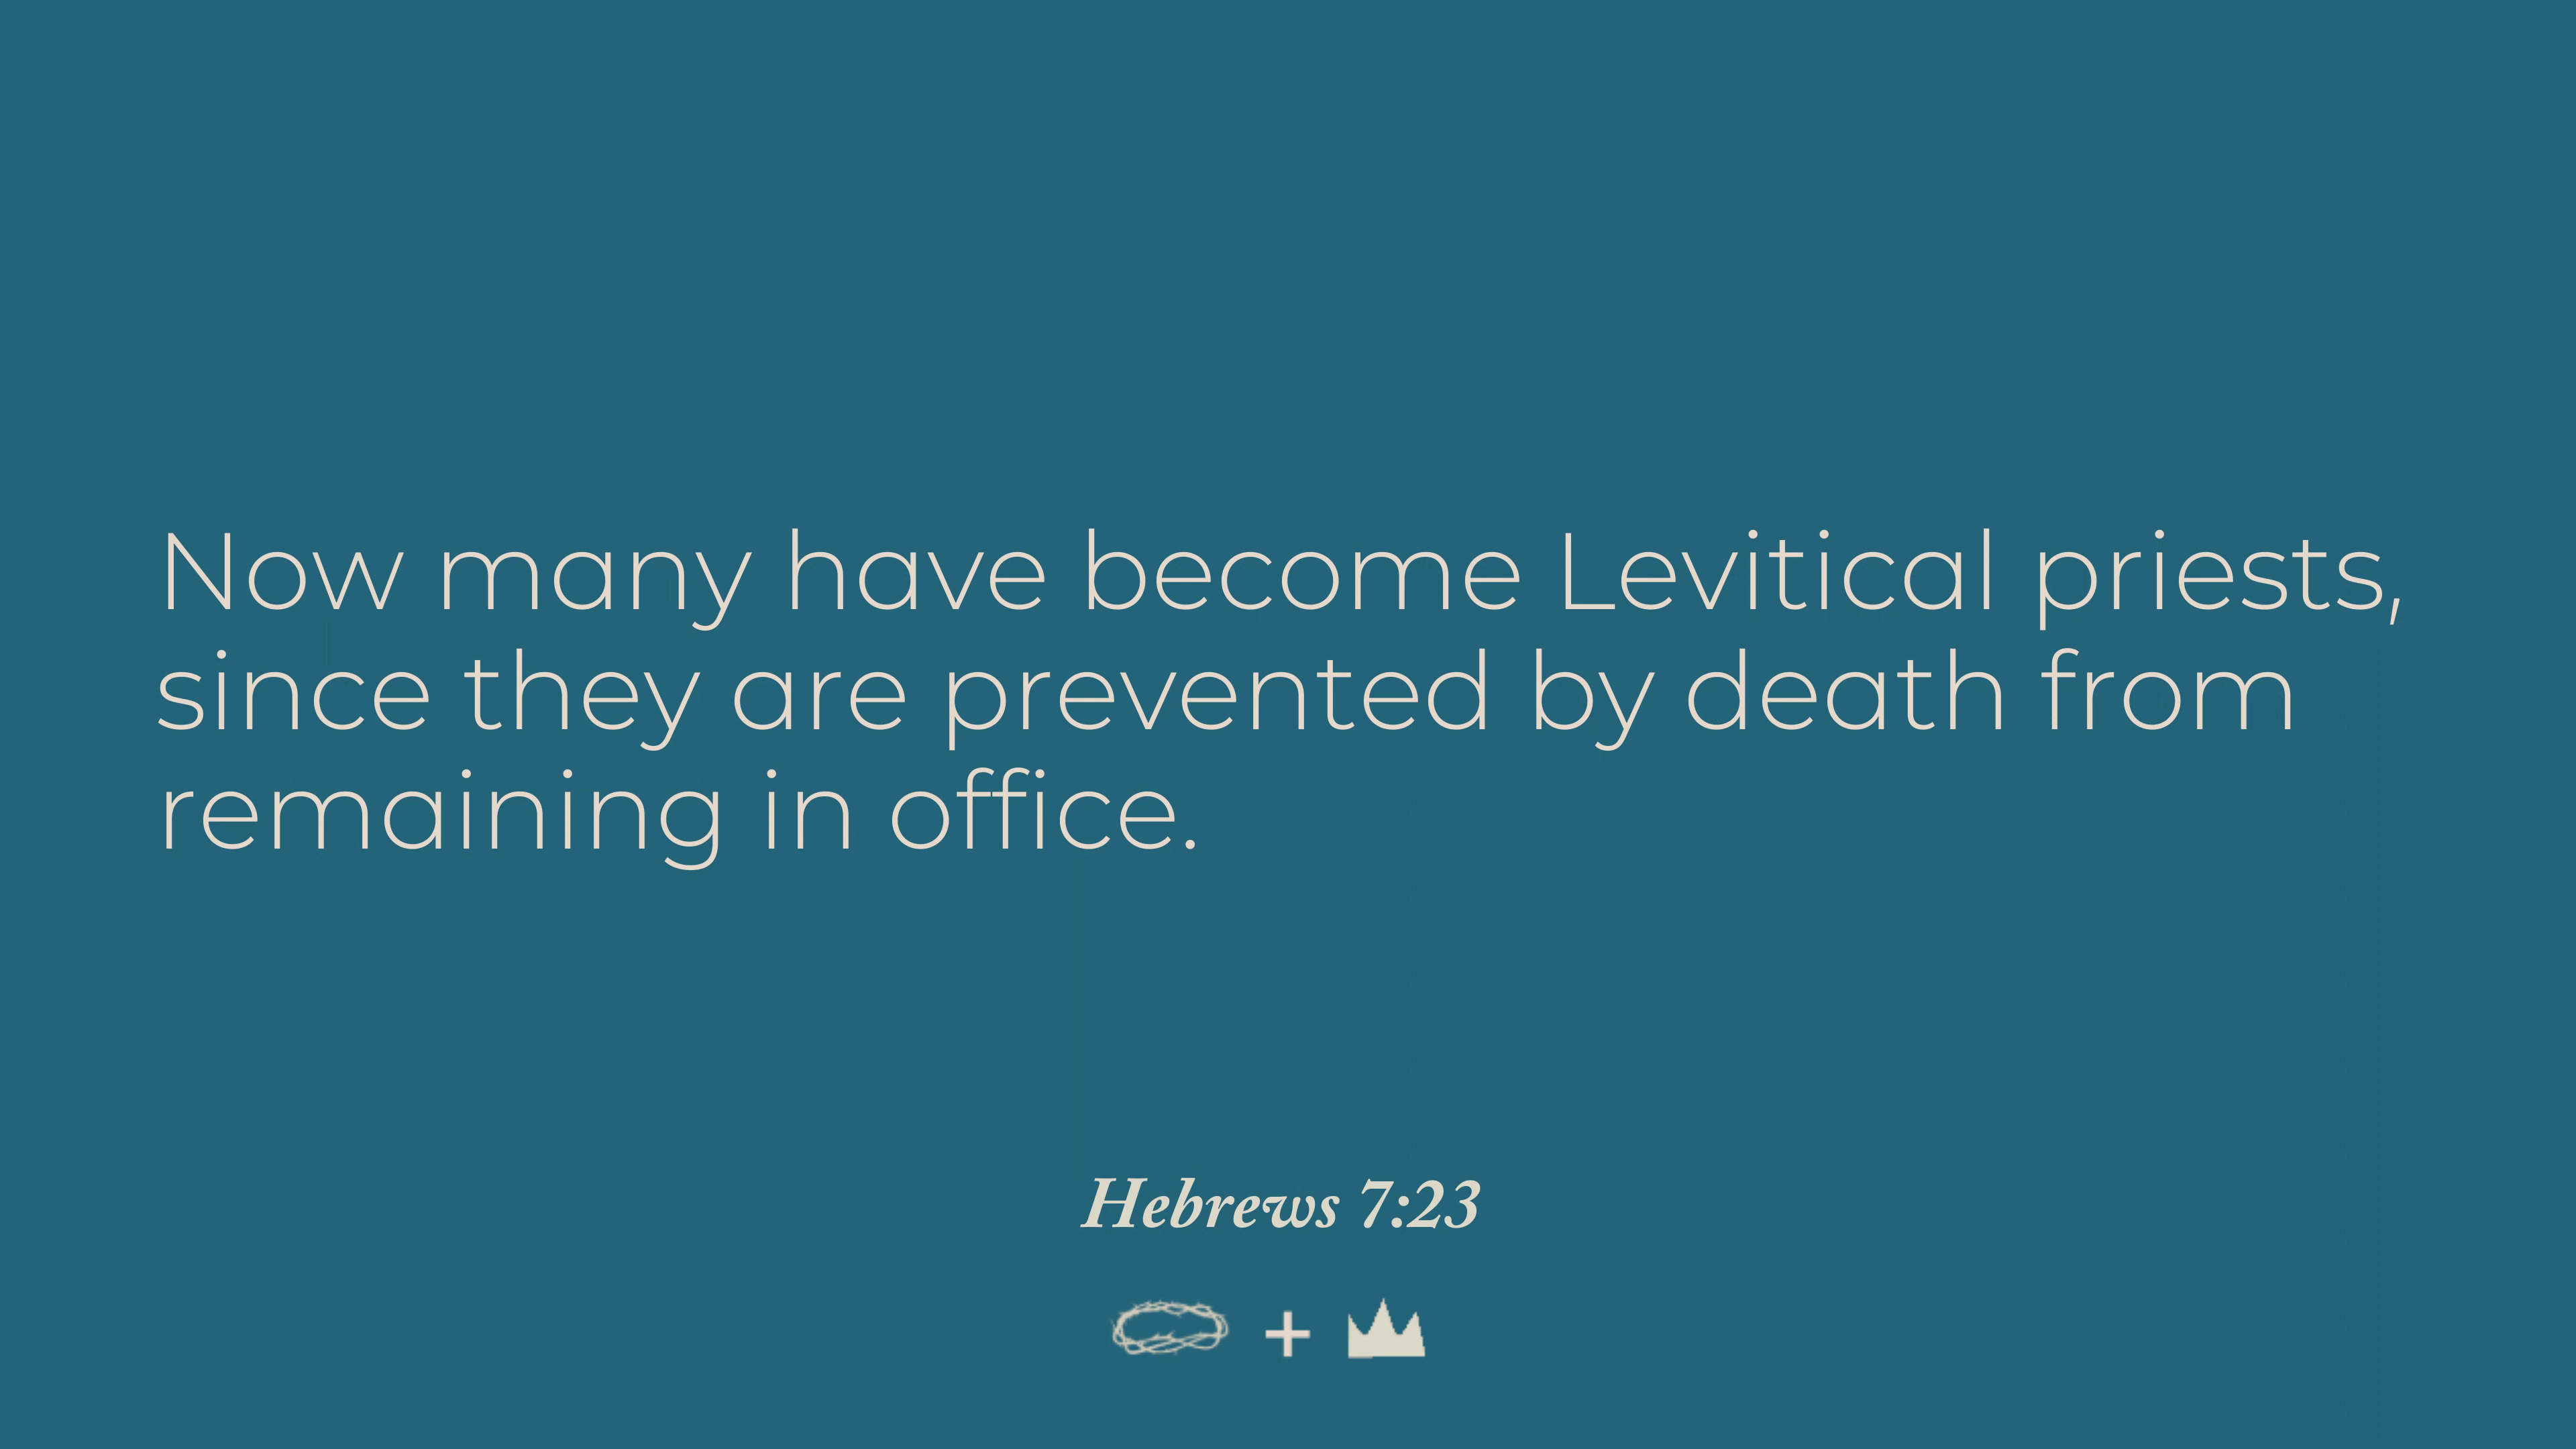 Now many have become Levitical priests,
since they are prevented by death from
remaining in office.
Hebrews 7:23
+